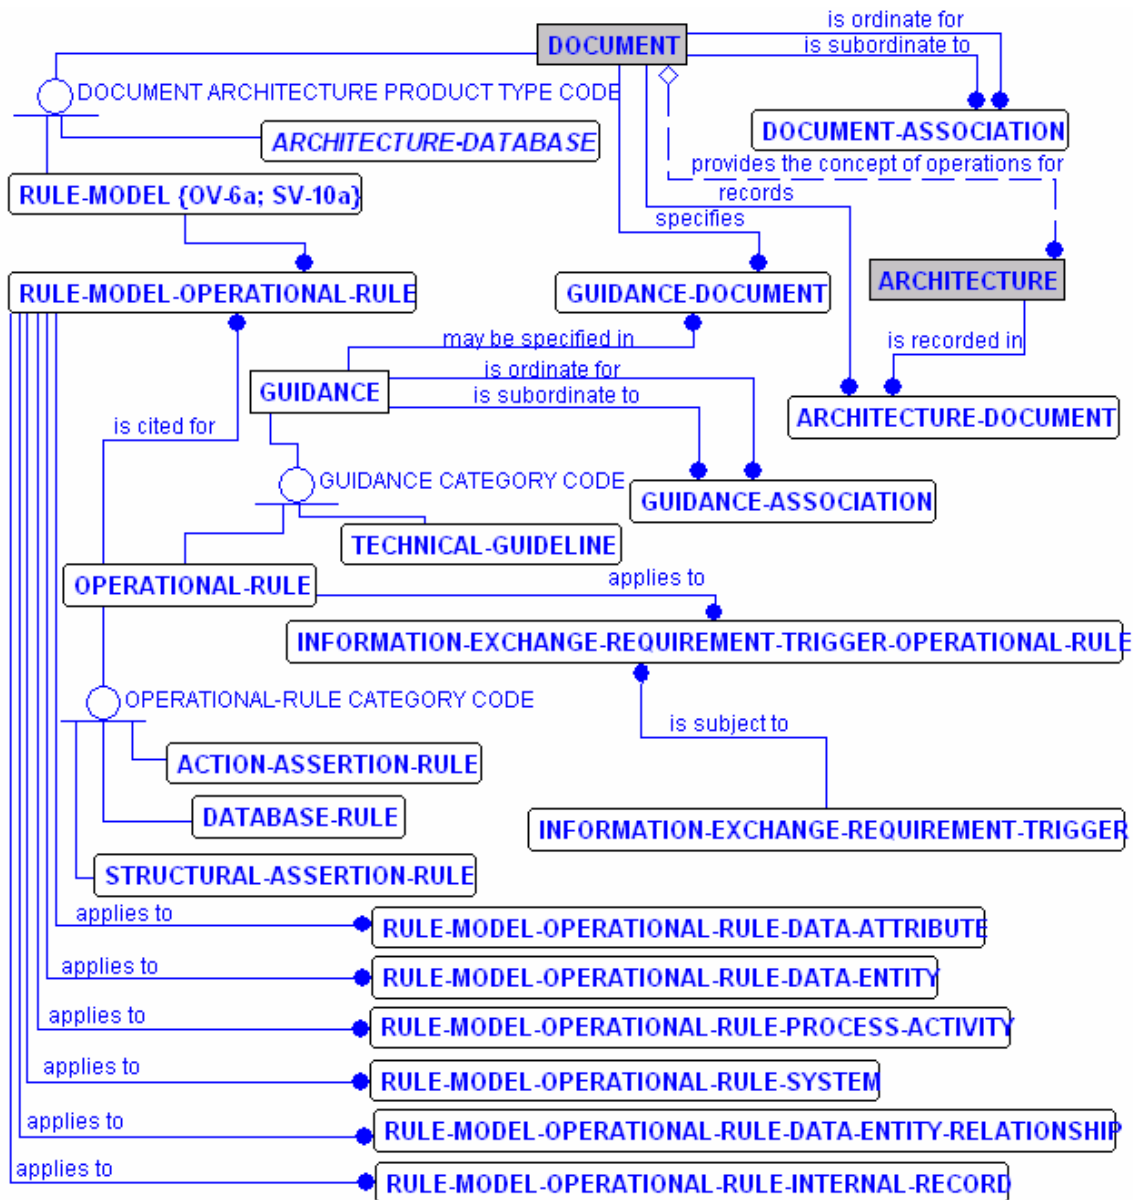 is ordinate for
DOCUMENT
is subordinate to
DOCUMENT ARCHITECTURE PRODUCT TYPE CODE
ARCHITECTURE-DATABASE
DOCUMENT-ASSOCIATION
provides the concept of operations for
RULE-MODEL {OV-6a; SV-10a}
records
specifies
RULE-MODEL-OPERATIONAL-RULE
GUIDANCE-DOCUMENT
ARCHITECTURE
may be specified in
is recorded in
is ordinate for
GUIDANCE
is subordinate to
ARCHITECTURE-DOCUMENT
is cited for
GUIDANCE CATEGORY CODE
GUIDANCE-ASSOCIATION
TECHNICAL-GUIDELINE
OPERATIONAL-RULE
applies to
INFORMATION-EXCHANGE-REQUIREMENT-TRIGGER-OPERATIONAL-RULE
OPERATIONAL-RULE CATEGORY CODE
is subject to
ACTION-ASSERTION-RULE
DATABASE-RULE
INFORMATION-EXCHANGE-REQUIREMENT-TRIGGER
STRUCTURAL-ASSERTION-RULE
applies to
RULE-MODEL-OPERATIONAL-RULE-DATA-ATTRIBUTE
applies to
RULE-MODEL-OPERATIONAL-RULE-DATA-ENTITY
applies to
RULE-MODEL-OPERATIONAL-RULE-PROCESS-ACTIVITY
applies to
RULE-MODEL-OPERATIONAL-RULE-SYSTEM
applies to
RULE-MODEL-OPERATIONAL-RULE-DATA-ENTITY-RELATIONSHIP
applies to
RULE-MODEL-OPERATIONAL-RULE-INTERNAL-RECORD